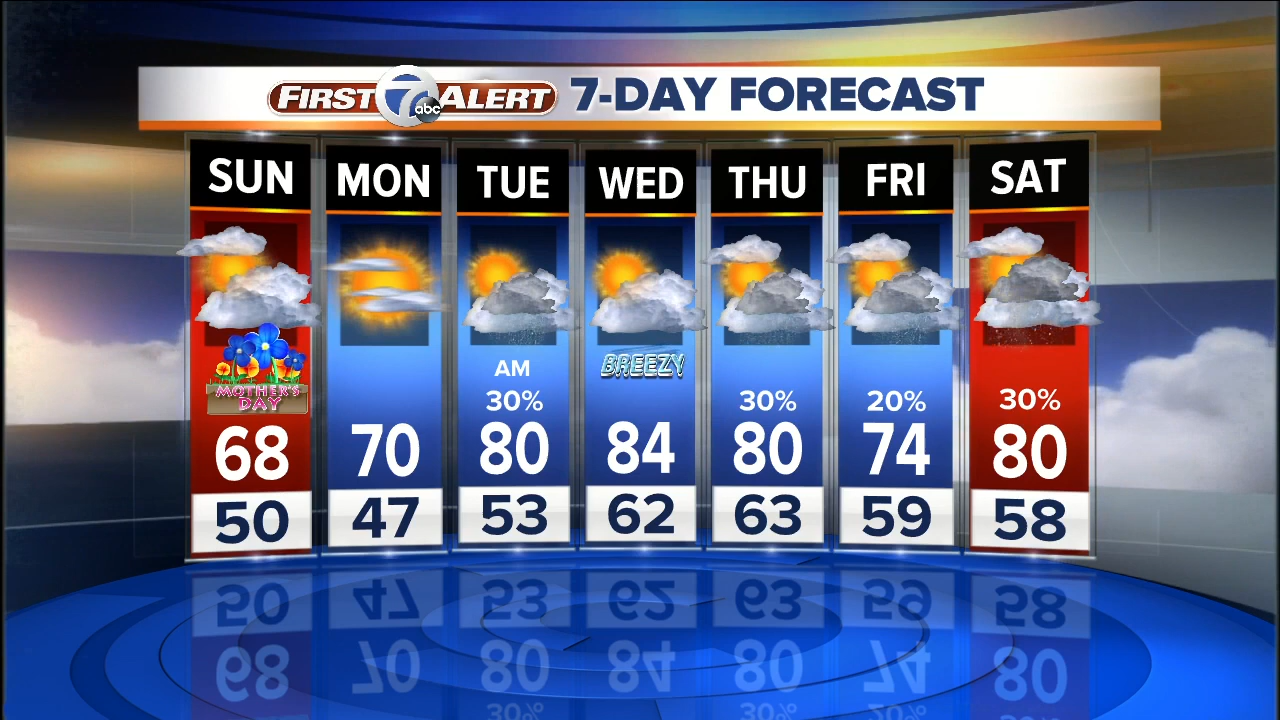 FIRST 7 abc ALERT 7-DAY FORECAST
SUN MON TUE WED THU FRI SAT
AM BREEZY
MOTHER'S
DAY
30% 30% 20% 30%
68 70 80 84 80 74 80
50 47 53 62 63 59 58